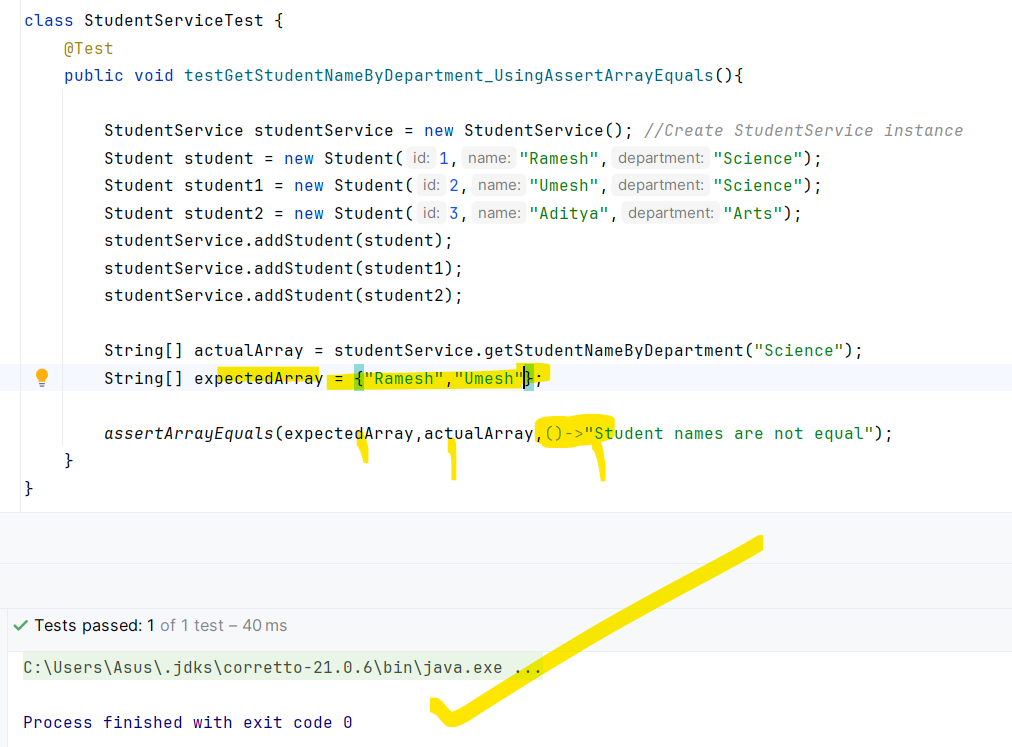 class StudentServiceTest {
@Test
public void testGetStudentNameByDepartment_UsingAssertArrayEquals(){
StudentService studentService = new StudentService(); //Create StudentService instance
Student student = new Student( id: 1, name: "Ramesh", department: "Science");
Student student1 = new Student( id: 2, name: "Umesh", department: "Science");
Student student2 = new Student( id: 3, name: "Aditya", department: "Arts");
studentService.addStudent(student);
studentService.addStudent(student1);
studentService.addStudent(student2);
String[] actualArray = studentService.getStudentNameByDepartment("Science");
String[] expectedArray = {"Ramesh","Umesh"};
assertArrayEquals(expectedArray,actualArray,()->"Student names are not equal");
}
}
Tests passed: 1 of 1 test – 40 ms
C:\Users\Asus\.jdks\corretto-21.0.6\bin\java.exe ...
Process finished with exit code 0